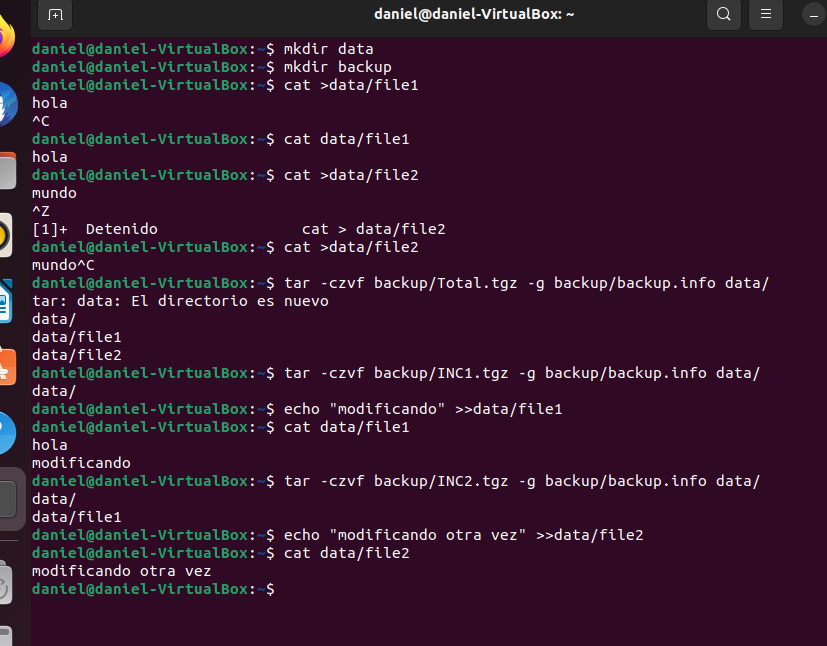 daniel@daniel-VirtualBox: ~
daniel@daniel-VirtualBox:~$ mkdir data
daniel@daniel-VirtualBox:~$ mkdir backup
daniel@daniel-VirtualBox:~$ cat >data/file1
hola
^C
daniel@daniel-VirtualBox:~$ cat data/file1
hola
daniel@daniel-VirtualBox:~$ cat >data/file2
mundo
^Z
[1]+  Detenido                 cat > data/file2
daniel@daniel-VirtualBox:~$ cat >data/file2
mundo^C
daniel@daniel-VirtualBox:~$ tar -czvf backup/Total.tgz -g backup/backup.info data/
tar: data: El directorio es nuevo
data/
data/file1
data/file2
daniel@daniel-VirtualBox:~$ tar -czvf backup/INC1.tgz -g backup/backup.info data/
data/
daniel@daniel-VirtualBox:~$ echo "modificando" >>data/file1
daniel@daniel-VirtualBox:~$ cat data/file1
hola
modificando
daniel@daniel-VirtualBox:~$ tar -czvf backup/INC2.tgz -g backup/backup.info data/
data/
data/file1
daniel@daniel-VirtualBox:~$ echo "modificando otra vez" >>data/file2
daniel@daniel-VirtualBox:~$ cat data/file2
modificando otra vez
daniel@daniel-VirtualBox:~$